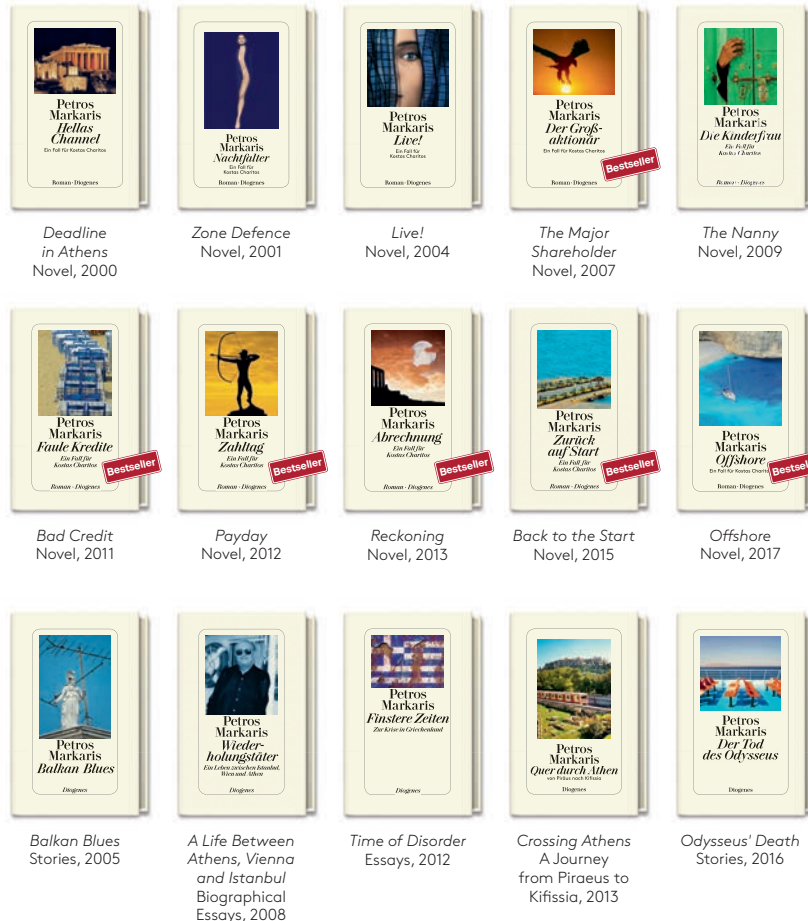 Petros
Markaris
Hellas
Channel
Ein Fall für Kostas Charitos
Roman · Diogenes
Deadline
in Athens
Novel, 2000
Petros
Markaris
Nachtfalter
Ein Fall für
Kostas Charitos
Roman · Diogenes
Zone Defence
Novel, 2001
Petros
Markaris
Live!
Ein Fall für
Kostas Charitos
Roman · Diogenes
Live!
Novel, 2004
Petros
Markaris
Der Groß-
aktionär
Ein Fall für Kostas Charitos
Bestseller
Roman · Diogenes
The Major
Shareholder
Novel, 2007
Petros
Markaris
Die Kinderfrau
Ein Fall für
Kostas Charitos
Roman · Diogenes
The Nanny
Novel, 2009
Petros
Markaris
Faule Kredite
Ein Fall für
Kostas Charitos
Bestseller
Roman · Diogenes
Bad Credit
Novel, 2011
Petros
Markaris
Zahltag
Ein Fall für
Kostas Charitos
Bestseller
Roman · Diogenes
Payday
Novel, 2012
Petros
Markaris
Abrechnung
Ein Fall für
Kostas Charitos
Bestseller
Roman · Diogenes
Reckoning
Novel, 2013
Petros
Markaris
Zurück
auf Start
Ein Fall für
Kostas Charitos
Bestseller
Roman · Diogenes
Back to the Start
Novel, 2015
Petros
Markaris
Offshore
Ein Fall für Kostas
Roman · Diogenes
Offshore
Novel, 2017
Petros
Markaris
Balkan Blues
Diogenes
Balkan Blues
Stories, 2005
Petros
Markaris
Wieder-
holungstäter
Ein Leben zwischen Istanbul,
Wien und Athen
Diogenes
A Life Between
Athens, Vienna
and Istanbul
Biographical
Essays, 2008
Petros
Markaris
Finstere Zeiten
Zur Krise in Griechenland
Diogenes
Time of Disorder
Essays, 2012
Petros
Markaris
Quer durch Athen
von Piräus nach Kifissia
Diogenes
Crossing Athens
A Journey
from Piraeus to
Kifissia, 2013
Petros
Markaris
Der Tod
des Odysseus
Diogenes
Odysseus' Death
Stories, 2016